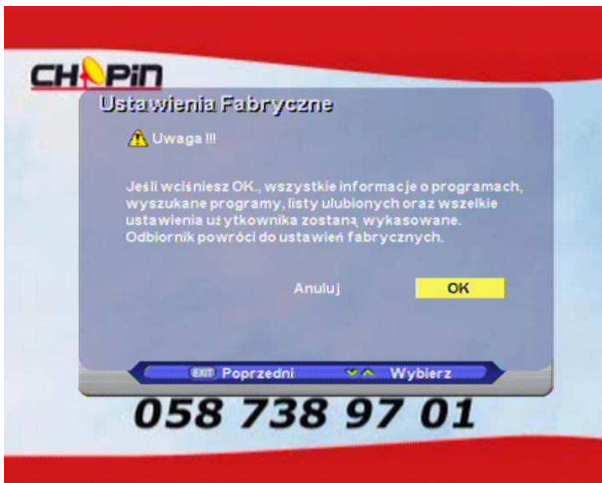 CHOPiN
Ustawienia Fabryczne
Uwaga !!!
Jeśli wciśniesz OK., wszystkie informacje o programach,
wyszukane programy, listy ulubionych oraz wszelkie
ustawienia użytkownika zostaną wykasowane.
Odbiornik powróci do ustawień fabrycznych.
Anuluj OK
EXIT Poprzedni Wybierz
058 738 97 01